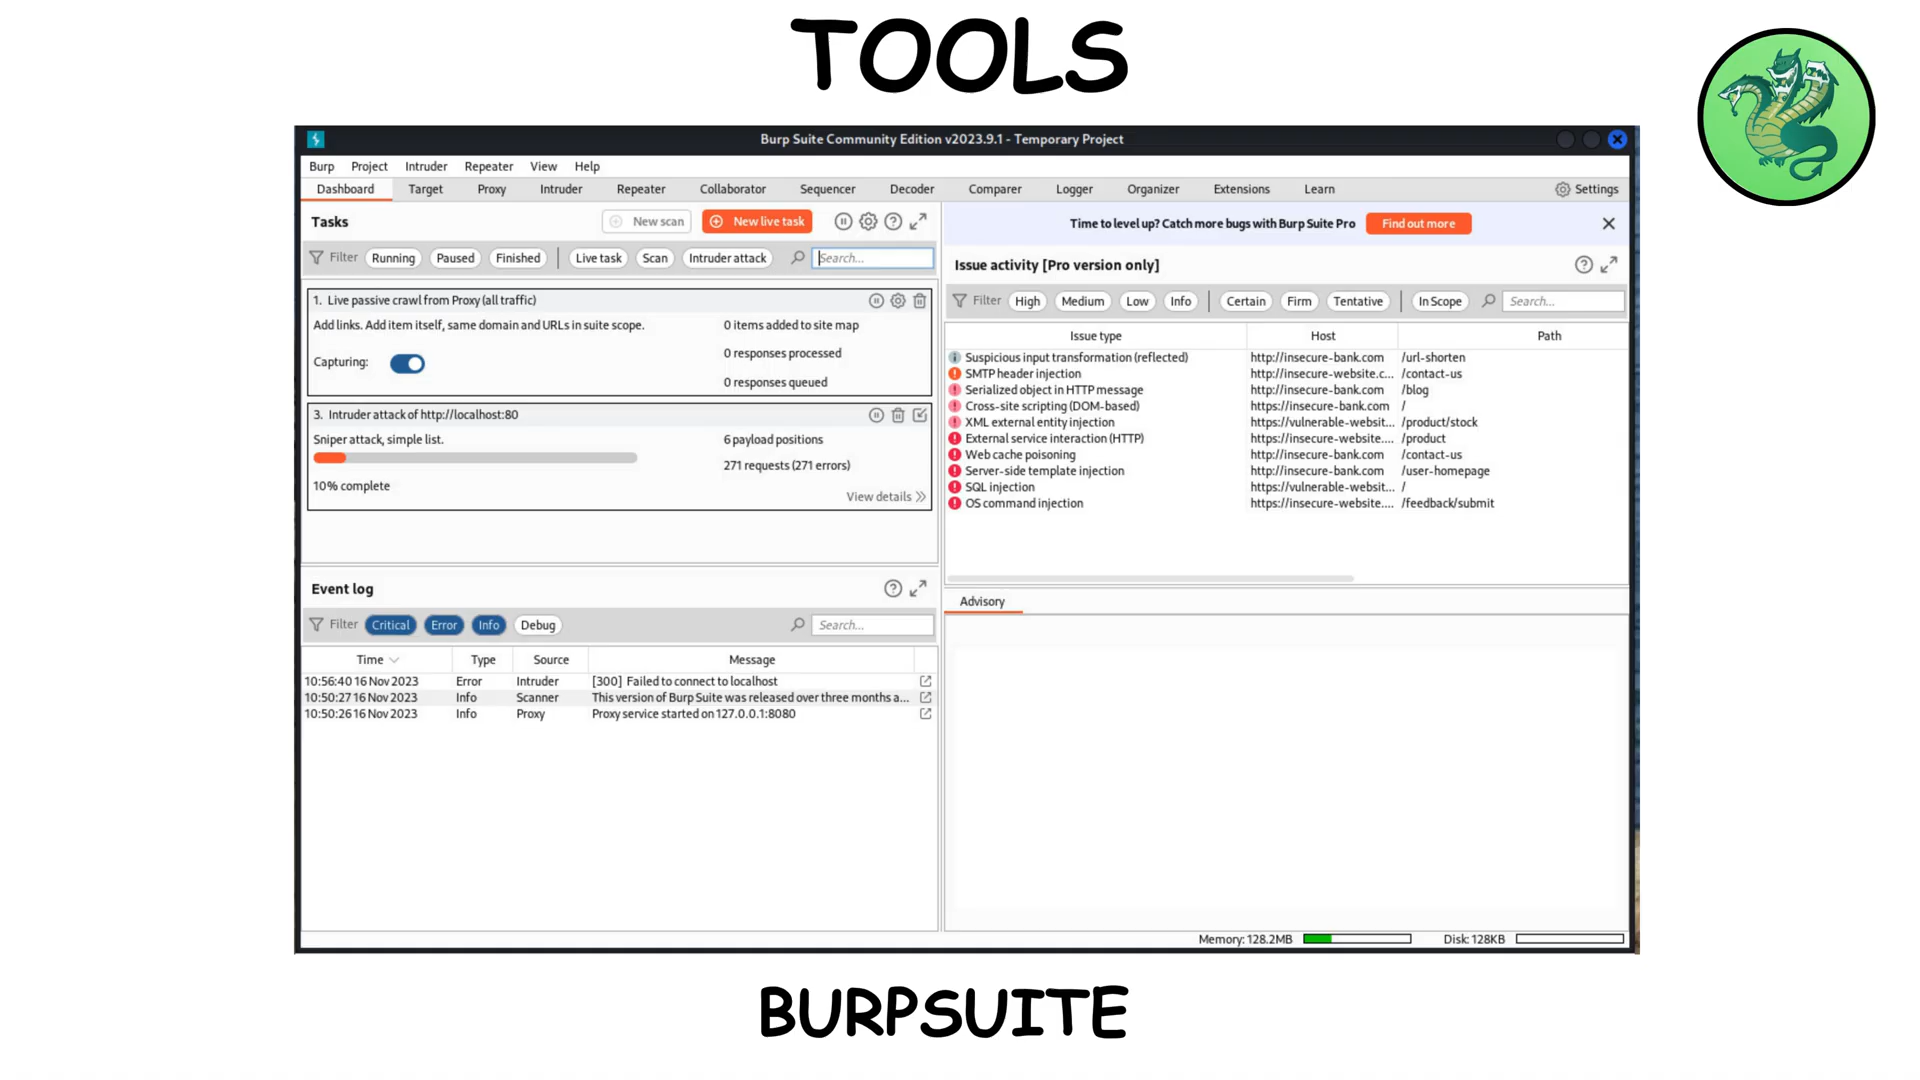 TOOLS
Burp Suite Community Edition v2023.9.1 - Temporary Project
Burp Project Intruder Repeater View Help
Dashboard Target Proxy Intruder Repeater Collaborator Sequencer Decoder Comparer Logger Organizer Extensions Learn Settings
Tasks New scan New live task
Filter Running Paused Finished Live task Scan Intruder attack Search...
1. Live passive crawl from Proxy (all traffic)
Add links. Add item itself, same domain and URLs in suite scope. 0 items added to site map
0 responses processed
Capturing:
0 responses queued
3. Intruder attack of http://localhost:80
Sniper attack, simple list. 6 payload positions
271 requests (271 errors)
10% complete
View details
Event log
Filter Critical Error Info Debug Search...
Time Type Source Message
10:56:40 16 Nov 2023 Error Intruder [300] Failed to connect to localhost
10:50:27 16 Nov 2023 Info Scanner This version of Burp Suite was released over three months a...
10:50:26 16 Nov 2023 Info Proxy Proxy service started on 127.0.0.1:8080
Time to level up? Catch more bugs with Burp Suite Pro Find out more
Issue activity [Pro version only]
Filter High Medium Low Info Certain Firm Tentative In Scope Search...
Issue type Host Path
Suspicious input transformation (reflected) http://insecure-bank.com /url-shorten
SMTP header injection http://insecure-website.c... /contact-us
Serialized object in HTTP message http://insecure-bank.com /blog
Cross-site scripting (DOM-based) https://insecure-bank.com /
XML external entity injection https://vulnerable-websit... /product/stock
External service interaction (HTTP) https://insecure-website.... /product
Web cache poisoning http://insecure-bank.com /contact-us
Server-side template injection http://insecure-bank.com /user-homepage
SQL injection https://vulnerable-websit... /
OS command injection https://insecure-website.... /feedback/submit
Advisory
Memory: 128.2MB Disk: 128KB
BURPSUITE